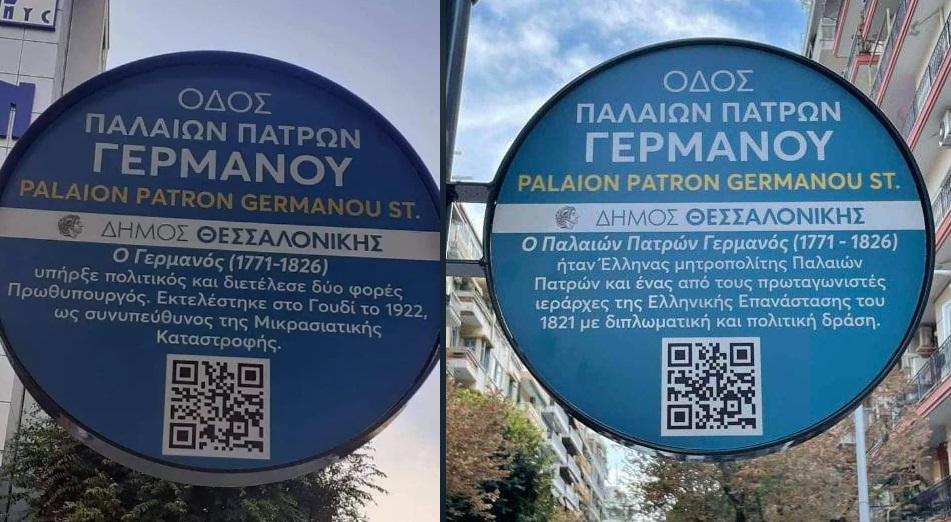 ΠΥC
ΟΔΟΣ
ΠΑΛΑΙΩΝ ΠΑΤΡΩΝ
ΓΕΡΜΑΝΟΥ
PALAION PATRON GERMANOU ST.
ΔΗΜΟΣ ΘΕΣΣΑΛΟΝΙΚΗΣ
Ο Γερμανός (1771-1826)
υπήρξε πολιτικός και διετέλεσε δύο φορές
Πρωθυπουργός. Εκτελέστηκε στο Γουδί το 1922,
ως συνυπεύθυνος της Μικρασιατικής
Καταστροφής.
ΟΔΟΣ
ΠΑΛΑΙΩΝ ΠΑΤΡΩΝ
ΓΕΡΜΑΝΟΥ
PALAION PATRON GERMANOU ST.
ΔΗΜΟΣ ΘΕΣΣΑΛΟΝΙΚΗΣ
Ο Παλαιών Πατρών Γερμανός (1771 - 1826)
ήταν Έλληνας μητροπολίτης Παλαιών
Πατρών και ένας από τους πρωταγωνιστές
ιεράρχες της Ελληνικής Επανάστασης του
1821 με διπλωματική και πολιτική δράση.